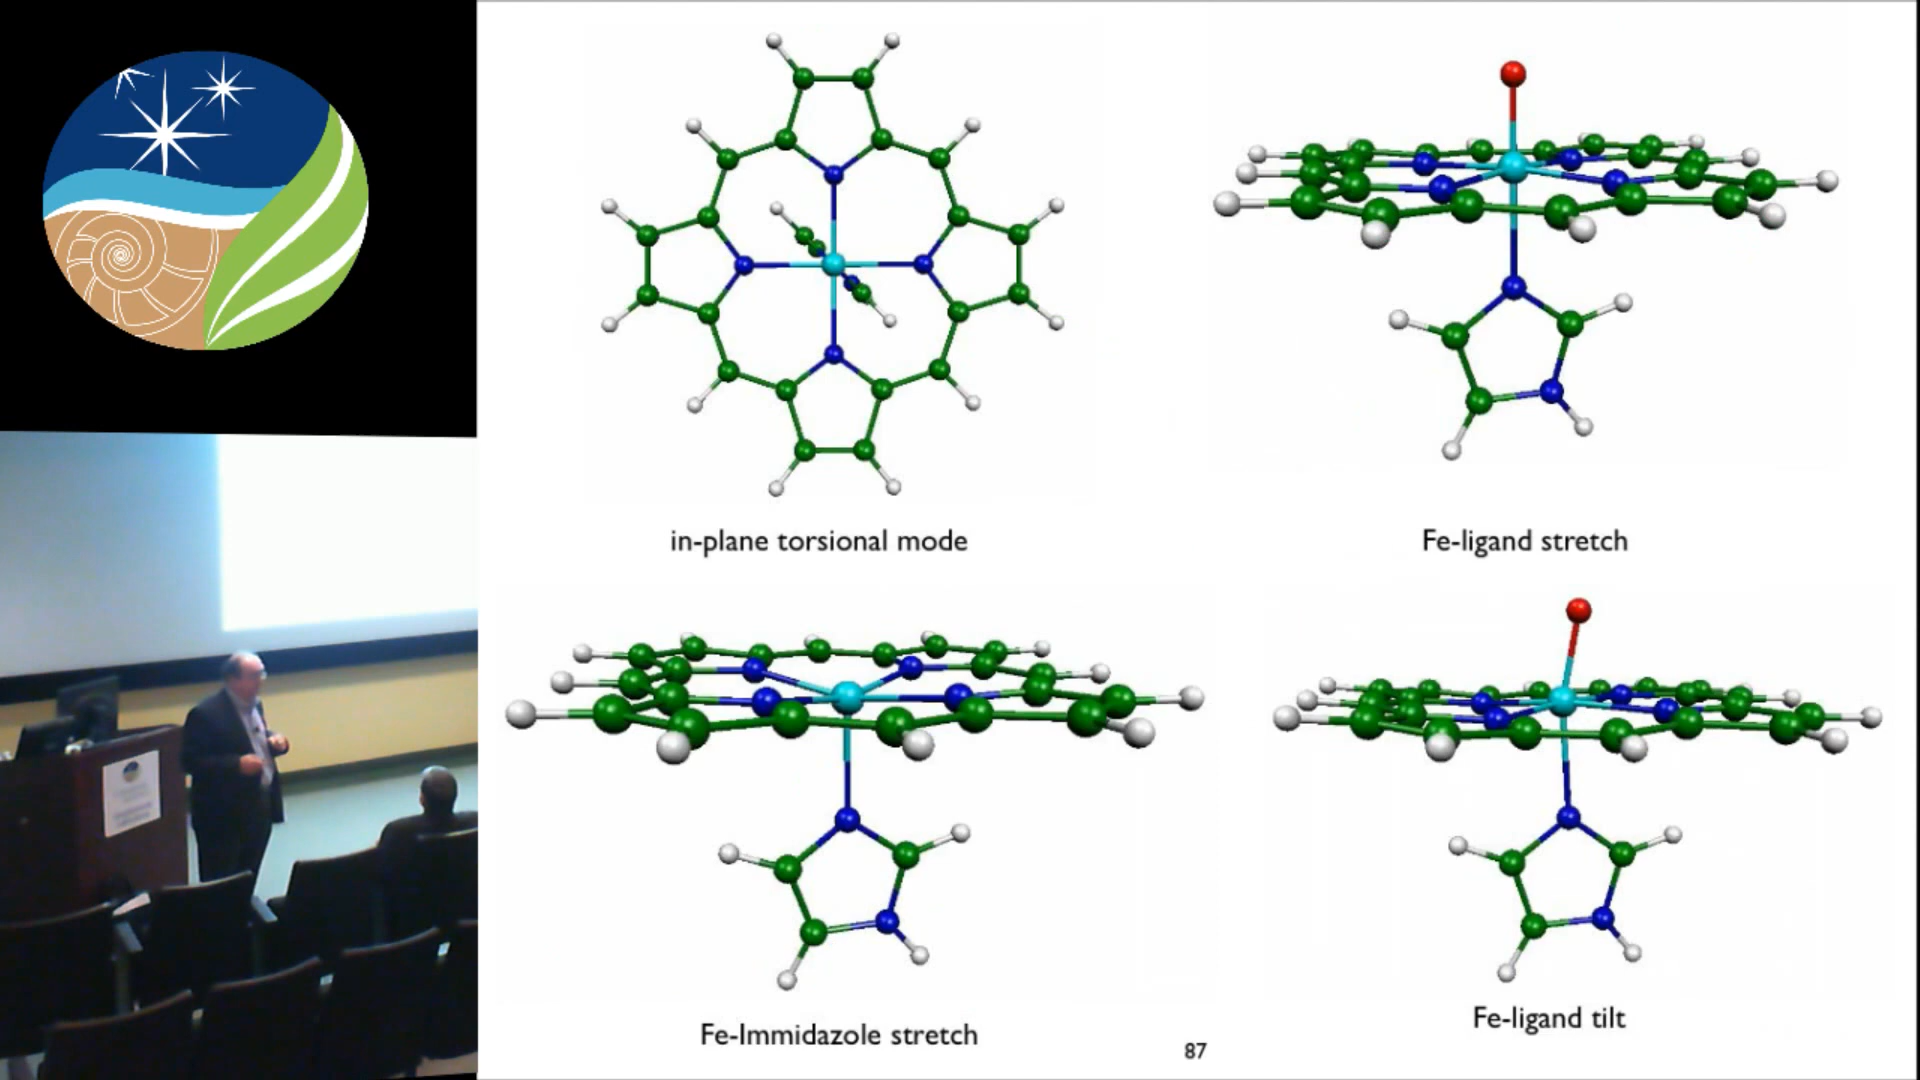 in-plane torsional mode
Fe-ligand stretch
Fe-Immidazole stretch
Fe-ligand tilt
87